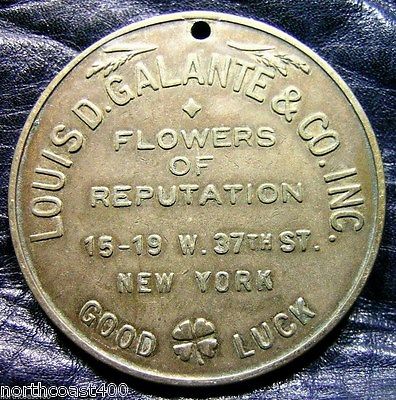 LOUIS D. GALANTE & CO. INC.
FLOWERS
OF
REPUTATION
15-19 W. 37TH ST.
NEW YORK
GOOD LUCK
northcoast400